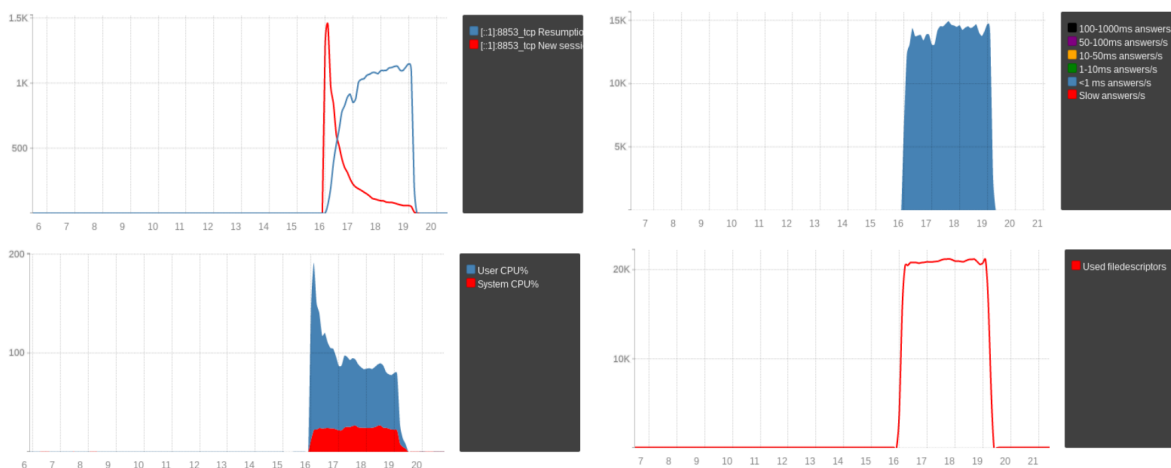 1.5K
1K
500
6 7 8 9 10 11 12 13 14 15 16 17 18 19 20
[::1]:8853_tcp Resumptio
[::1]:8853_tcp New sessi
15K
10K
5K
7 8 9 10 11 12 13 14 15 16 17 18 19 20 21
100-1000ms answers
50-100ms answers/s
10-50ms answers/s
1-10ms answers/s
<1 ms answers/s
Slow answers/s
200
100
6 7 8 9 10 11 12 13 14 15 16 17 18 19 20
User CPU%
System CPU%
20K
10K
7 8 9 10 11 12 13 14 15 16 17 18 19 20 21
Used filedescriptors